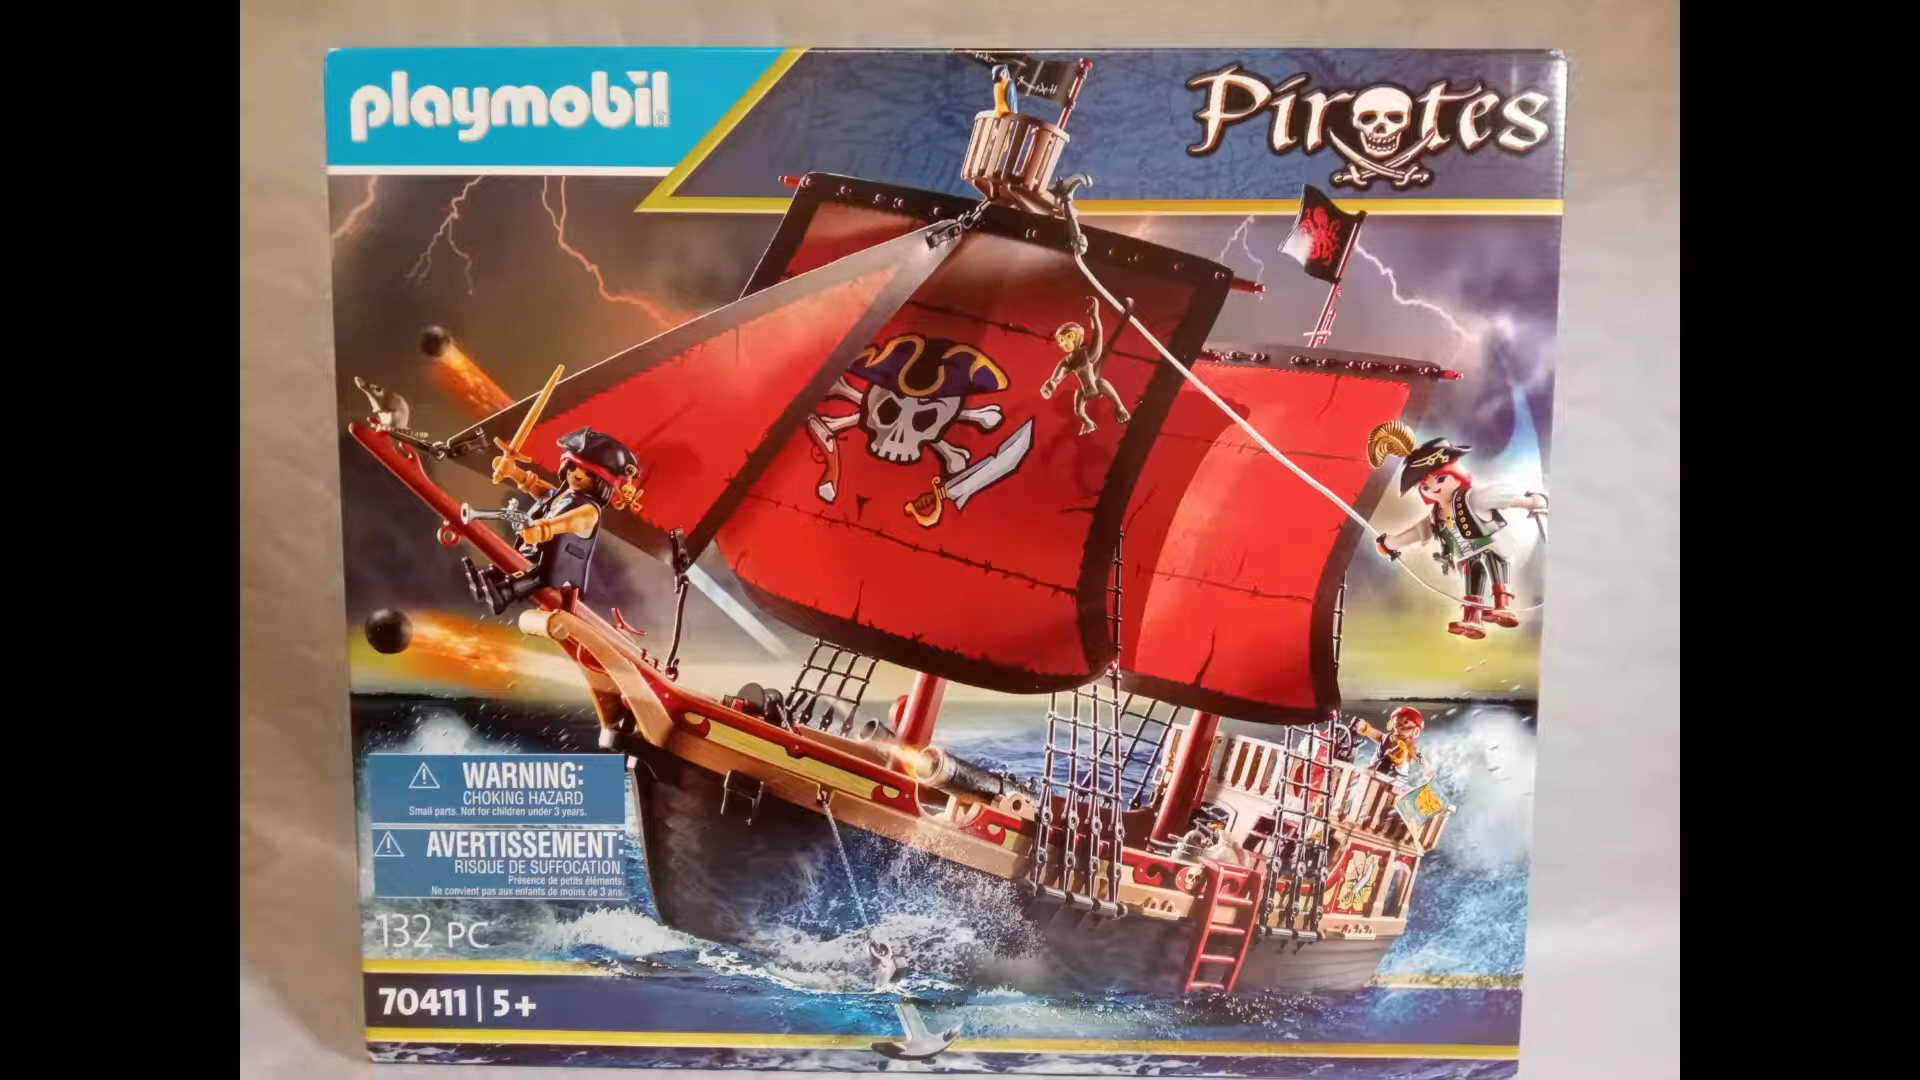 playmobil®
Pirates
WARNING:
CHOKING HAZARD
Small parts. Not for children under 3 years.
AVERTISSEMENT:
RISQUE DE SUFFOCATION.
Présence de petits éléments.
Ne convient pas aux enfants de moins de 3 ans.
132 PC
70411 | 5+